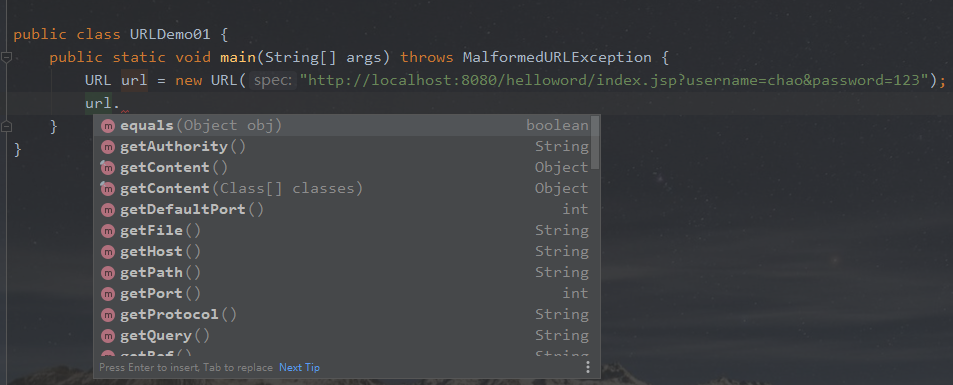 public class URLDemo01 {
public static void main(String[] args) throws MalformedURLException {
URL url = new URL( spec: "http://localhost:8080/helloword/index.jsp?username=chao&password=123");
url.
m equals(Object obj) boolean
m getAuthority() String
m getContent() Object
m getContent(Class[] classes) Object
m getDefaultPort() int
m getFile() String
m getHost() String
m getPath() String
m getPort() int
m getProtocol() String
m getQuery() String
m getRef() String
Press Enter to insert, Tab to replace Next Tip
}
}